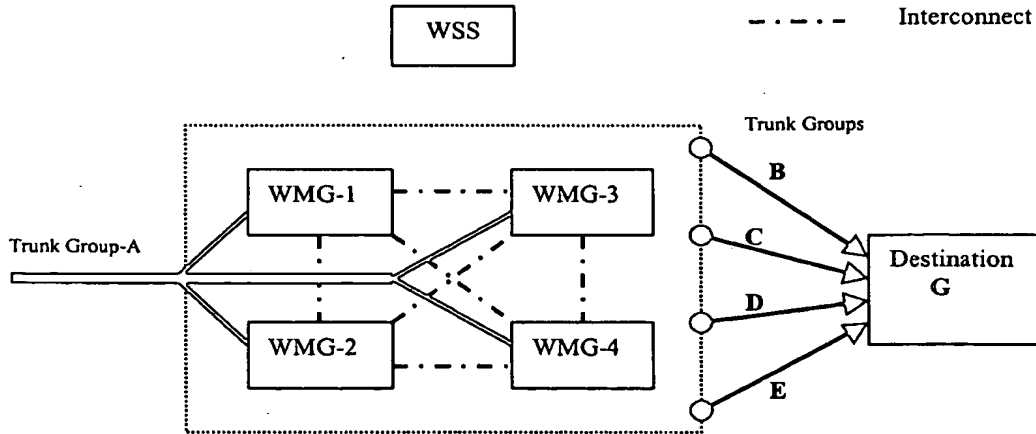 WSS
Interconnect
Trunk Groups
B
WMG-1
WMG-3
Trunk Group-A
C
Destination
G
D
WMG-2
WMG-4
E